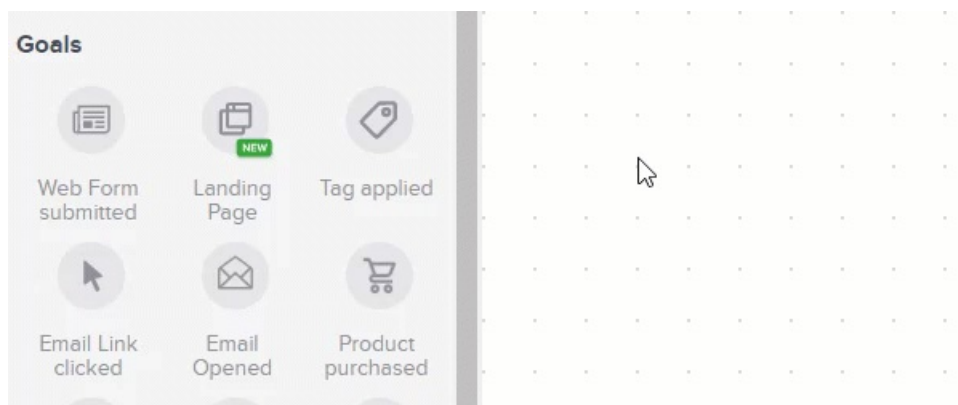 Goals
NEW
Web Form
submitted
Landing
Page
Tag applied
Email Link
clicked
Email
Opened
Product
purchased